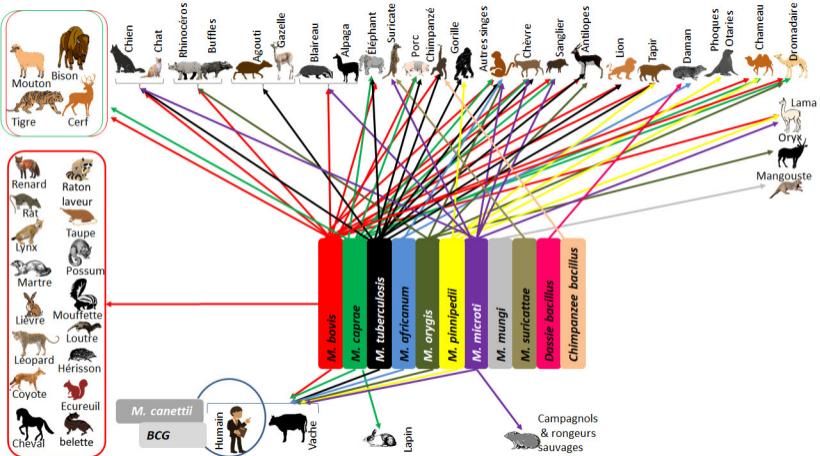 Mouton
Bison
Tigre
Cerf
Chien
Chat
Rhinocéros
Buffles
Agouti
Gazelle
Blaireau
Alpaga
Éléphant
Suricate
Porc
Chimpanzé
Gorille
Autres singes
Chèvre
Sanglier
Antilopes
Lion
Tapir
Daman
Phoques
Otaries
Chameau
Dromadaire
Lama
Oryx
Mangouste
Renard
Raton
laveur
Rat
Taupe
Lynx
Possum
Martre
Mouffette
Lièvre
Loutre
Léopard
Hérisson
Coyote
Ecureuil
Cheval
belette
M. bovis
M. caprae
M. tuberculosis
M. africanum
M. orygis
M. pinnipedii
M. microti
M. mungi
M. suricattae
Dassie bacillus
Chimpanzee bacillus
M. canettii
BCG
Humain
Vache
Lapin
Campagnols
& rongeurs
sauvages